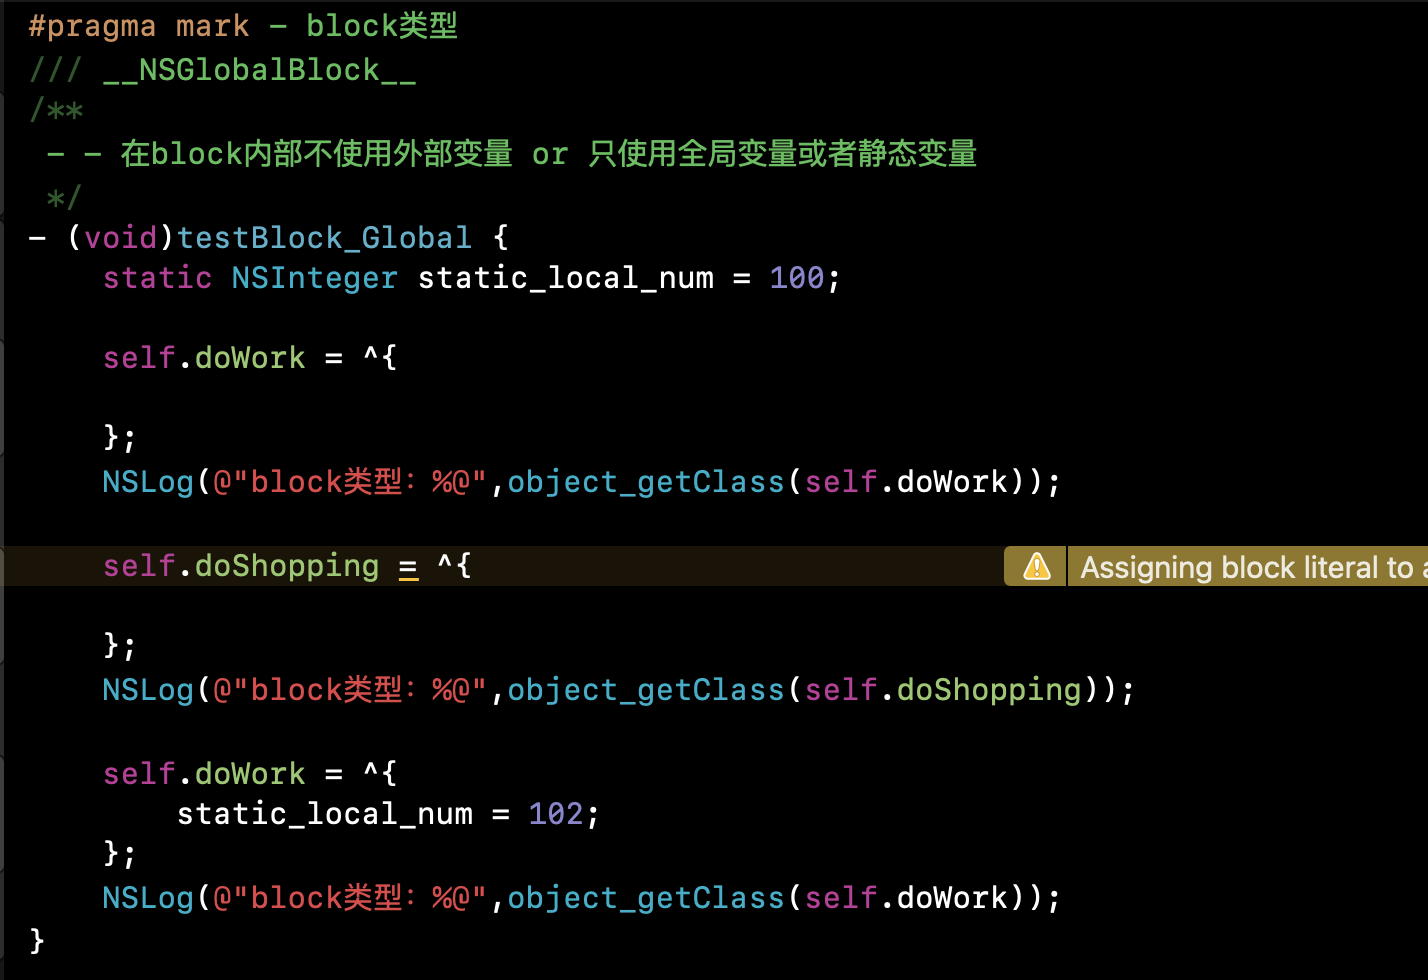 #pragma mark - block类型
/// __NSGlobalBlock__
/**
 - - 在block内部不使用外部变量 or 只使用全局变量或者静态变量
 */
- (void)testBlock_Global {
    static NSInteger static_local_num = 100;
    self.doWork = ^{
    };
    NSLog(@"block类型：%@",object_getClass(self.doWork));
    self.doShopping = ^{
Assigning block literal to a
    };
    NSLog(@"block类型：%@",object_getClass(self.doShopping));
    self.doWork = ^{
        static_local_num = 102;
    };
    NSLog(@"block类型：%@",object_getClass(self.doWork));
}